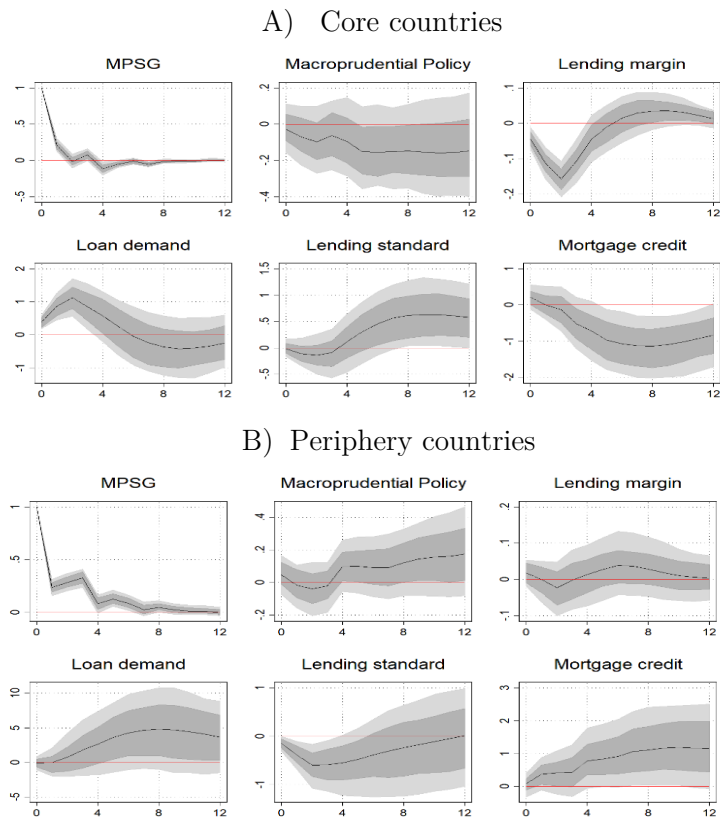 A) Core countries
MPSG Macroprudential Policy Lending margin
1 .5 0 -.5
0 4 8 12
.2 0 -.2 -.4
0 4 8 12
.1 0 -.1 -.2
0 4 8 12
Loan demand Lending standard Mortgage credit
2 1 0 -1
0 4 8 12
1.5 1 .5 0 -.5
0 4 8 12
1 0 -1 -2
0 4 8 12
B) Periphery countries
MPSG Macroprudential Policy Lending margin
1 .5 0
0 4 8 12
.4 .2 0 -.2
0 4 8 12
.2 .1 0 -.1
0 4 8 12
Loan demand Lending standard Mortgage credit
10 5 0 -5
0 4 8 12
1 0 -1
0 4 8 12
3 2 1 0
0 4 8 12